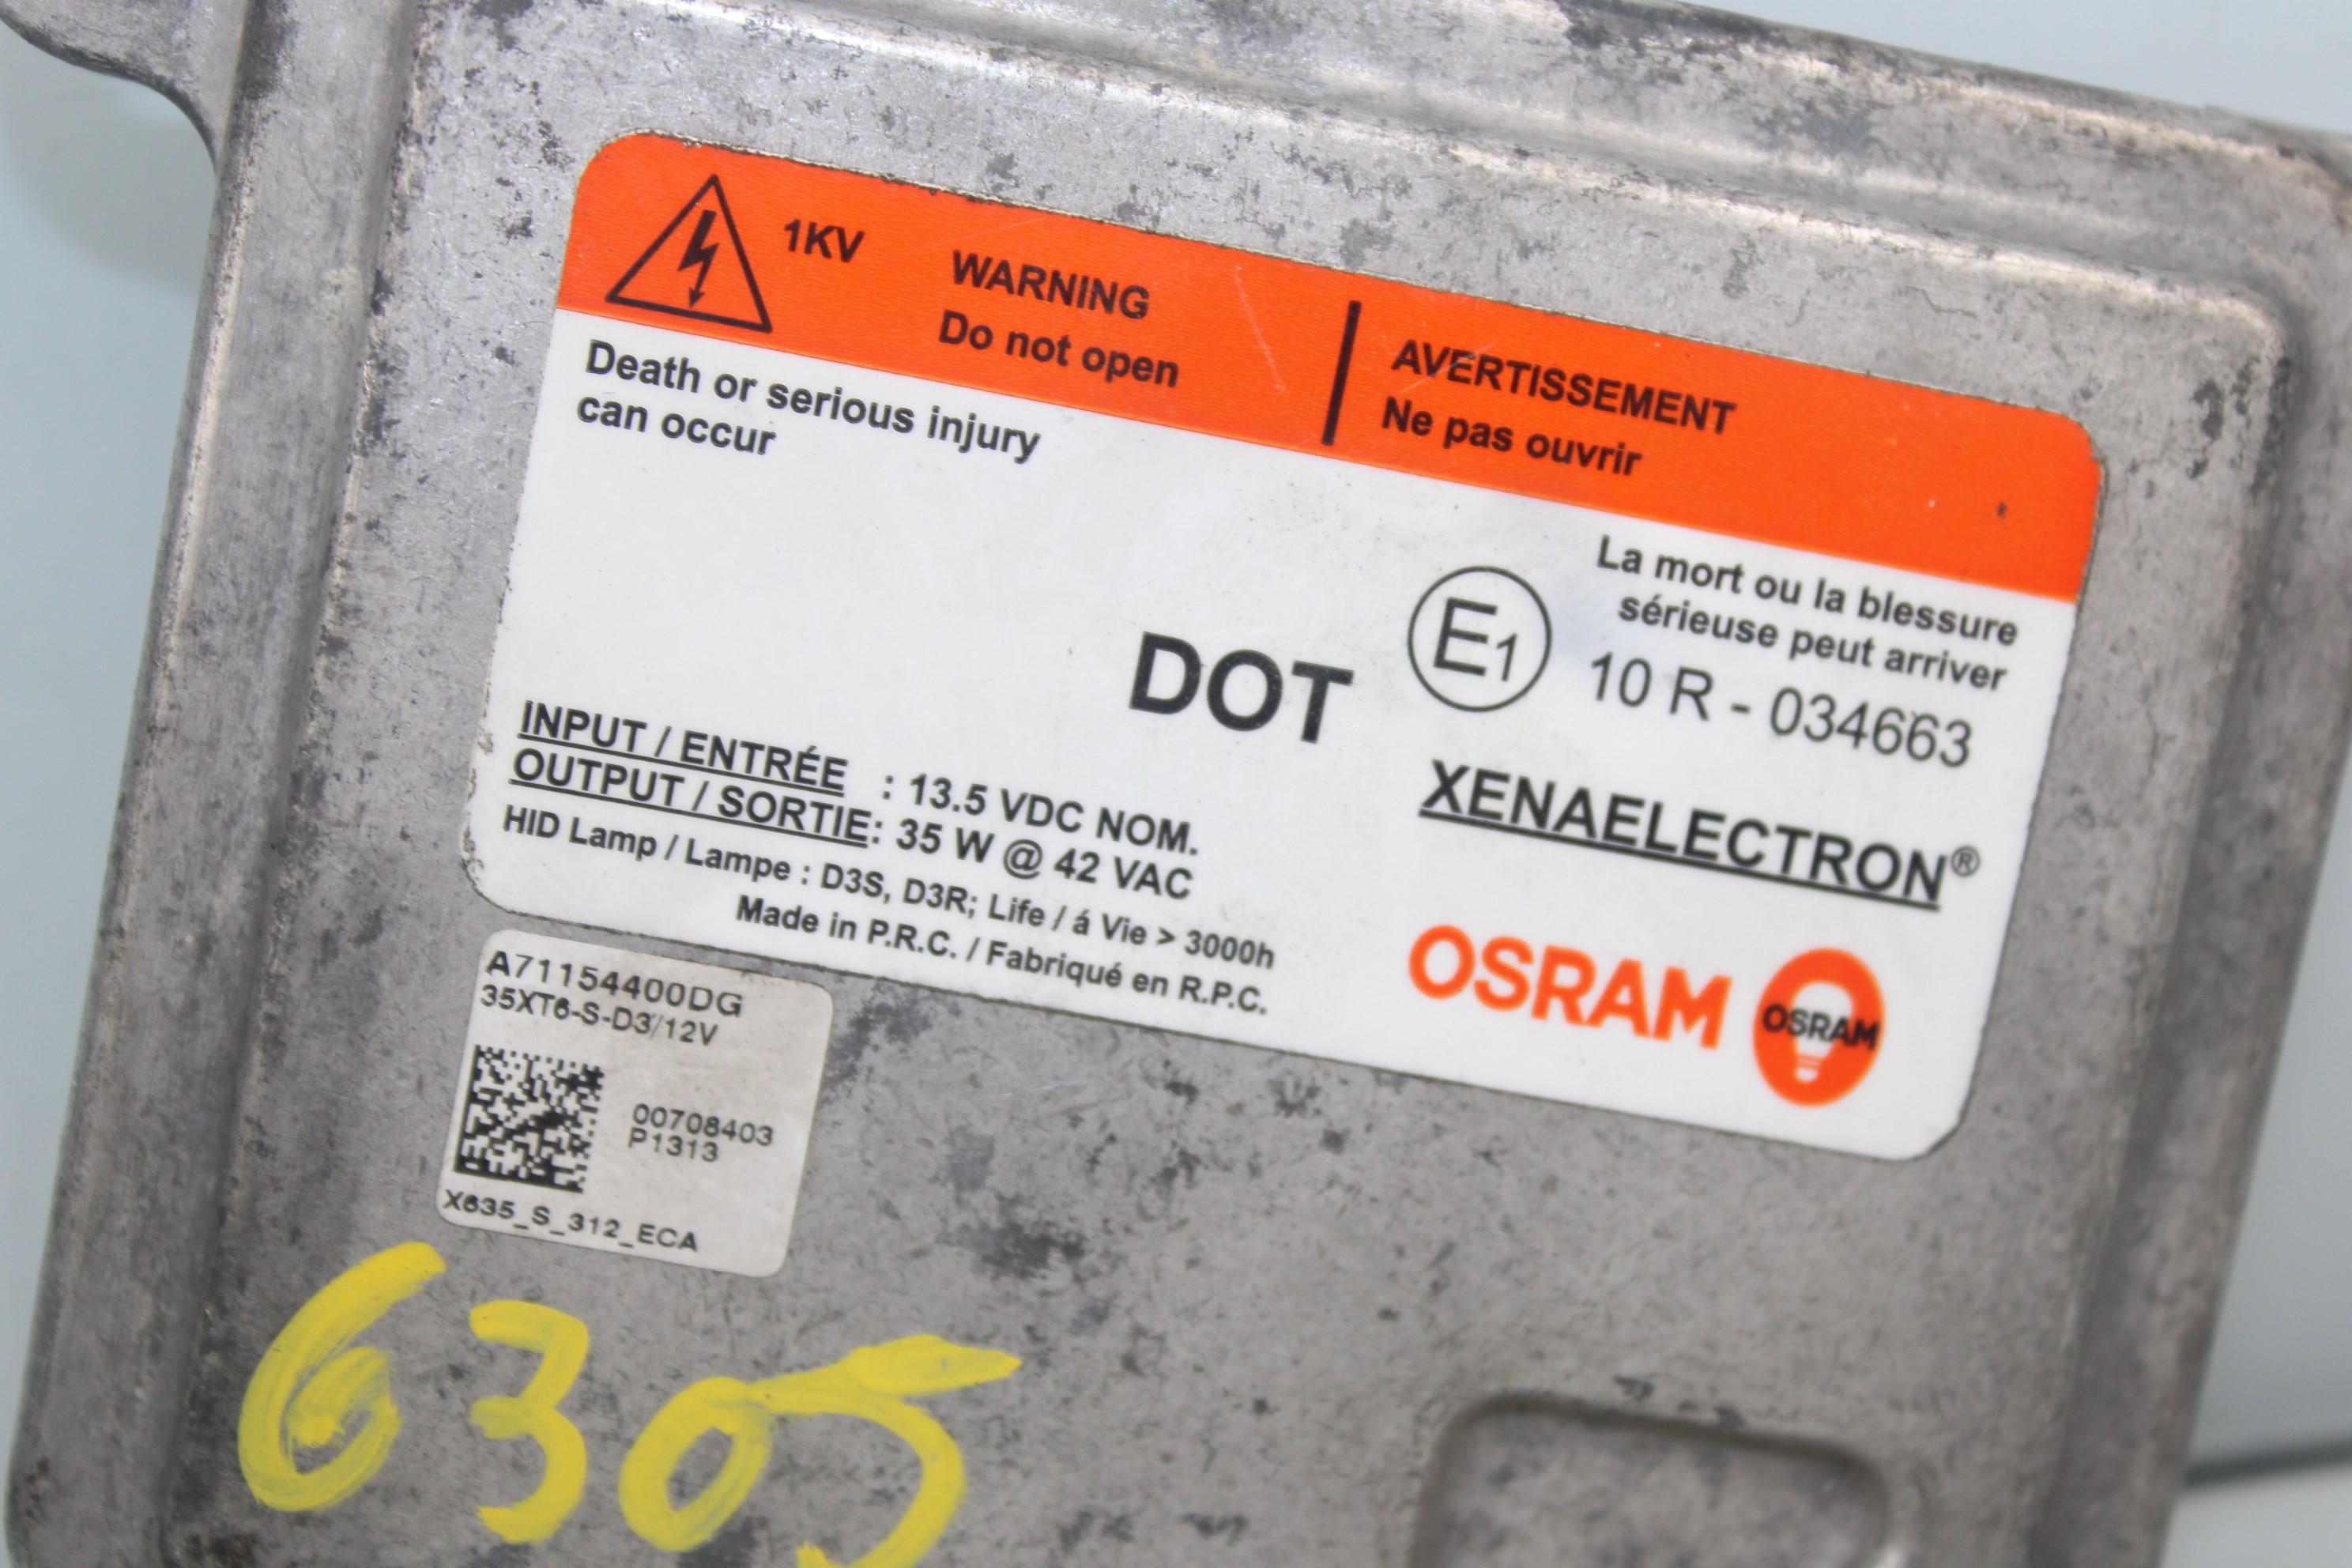 1KV
WARNING
Do not open
AVERTISSEMENT
Ne pas ouvrir
Death or serious injury
can occur
La mort ou la blessure
sérieuse peut arriver
DOT
E1
10 R - 034663
INPUT / ENTRÉE : 13.5 VDC NOM.
OUTPUT / SORTIE: 35 W @ 42 VAC
HID Lamp / Lampe : D3S, D3R; Life / á Vie > 3000h
Made in P.R.C. / Fabriqué en R.P.C.
XENAELECTRON®
OSRAM
OSRAM
A71154400DG
35XT6-S-D3/12V
00708403
P1313
X635_S_312_ECA
6305